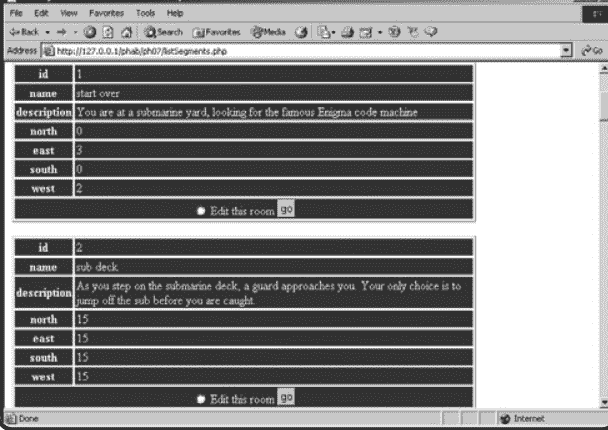 File Edit View Favorites Tools Help
Back Search Favorites Media
Address http://127.0.0.1/phab/ph07/listSegments.php Go
id 1
name start over
description You are at a submarine yard, looking for the famous Enigma code machine
north 0
east 3
south 0
west 2
Edit this room go
id 2
name sub deck
description As you step on the submarine deck, a guard approaches you. Your only choice is to
jump off the sub before you are caught.
north 15
east 15
south 15
west 15
Edit this room go
Done Internet